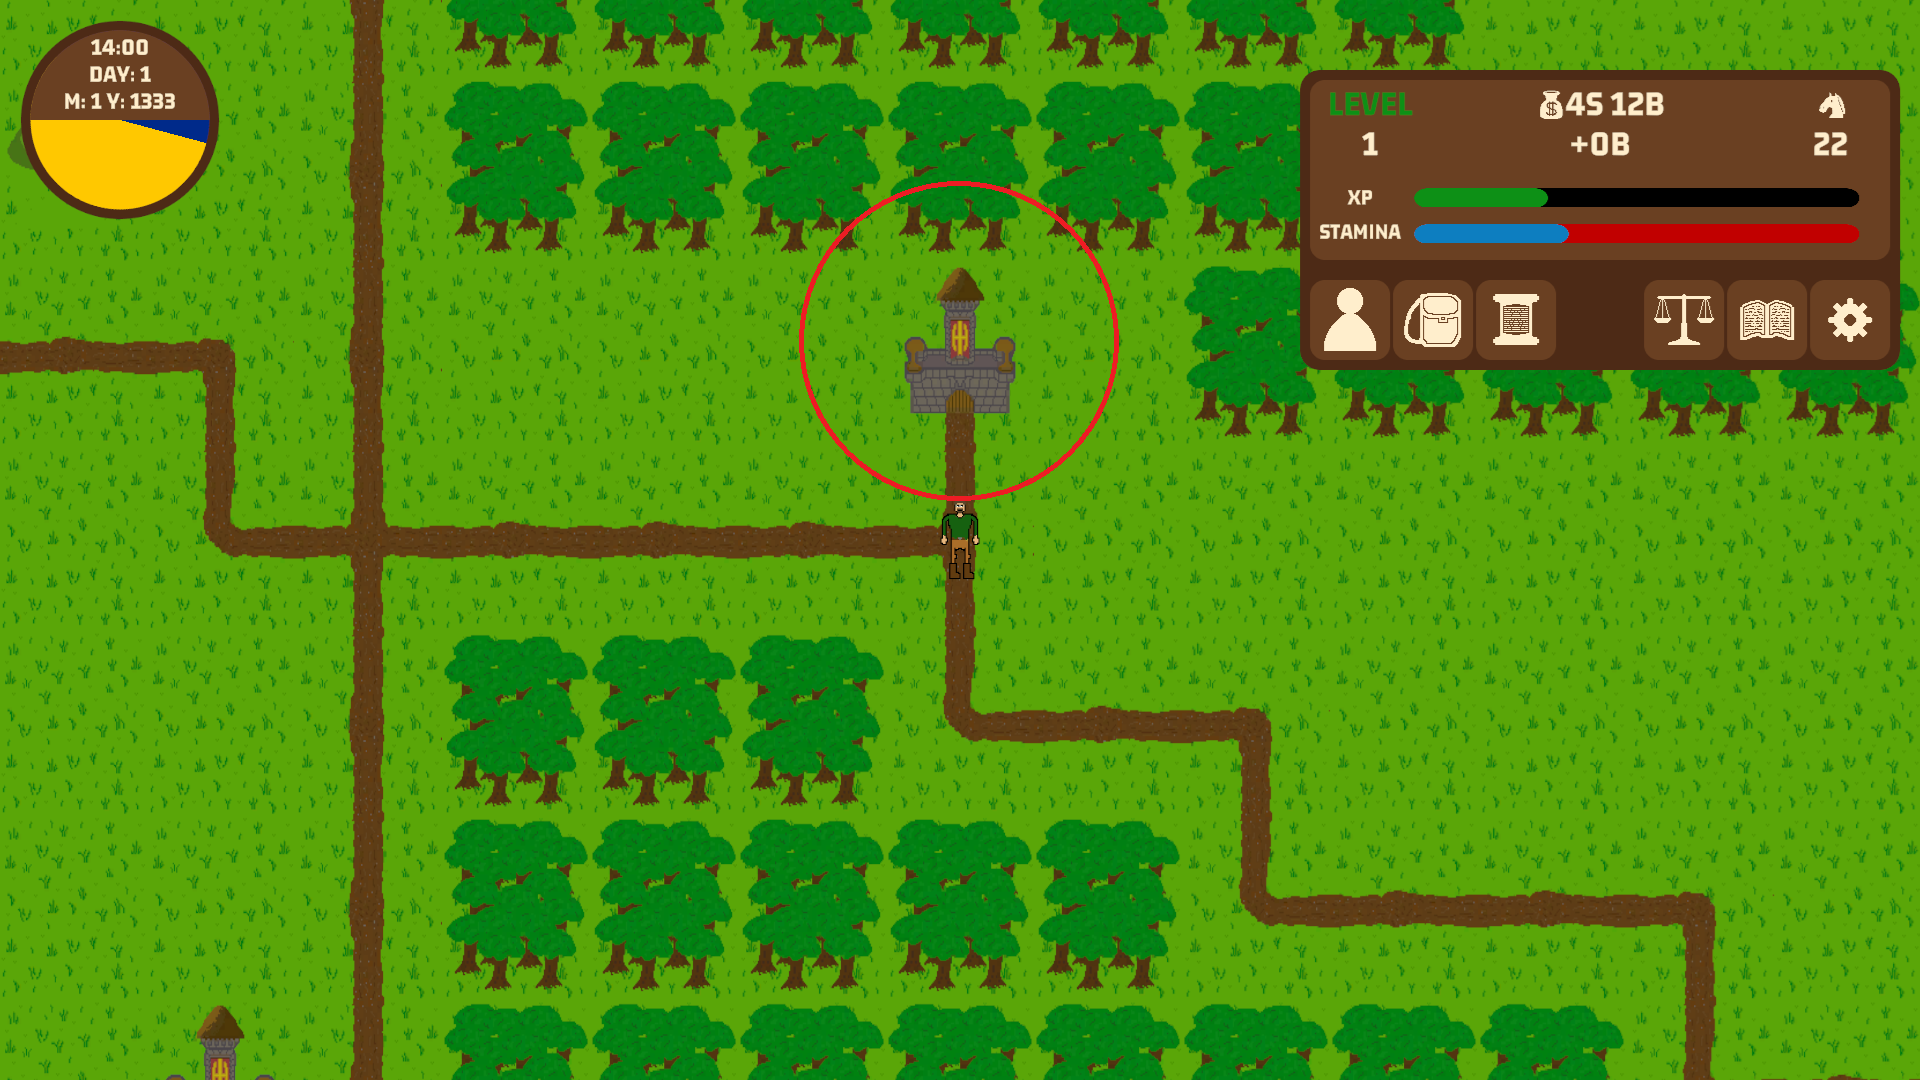 14:00
DAY: 1
M: 1 Y: 1333
LEVEL
1
4S 12B
+0B
22
XP
STAMINA